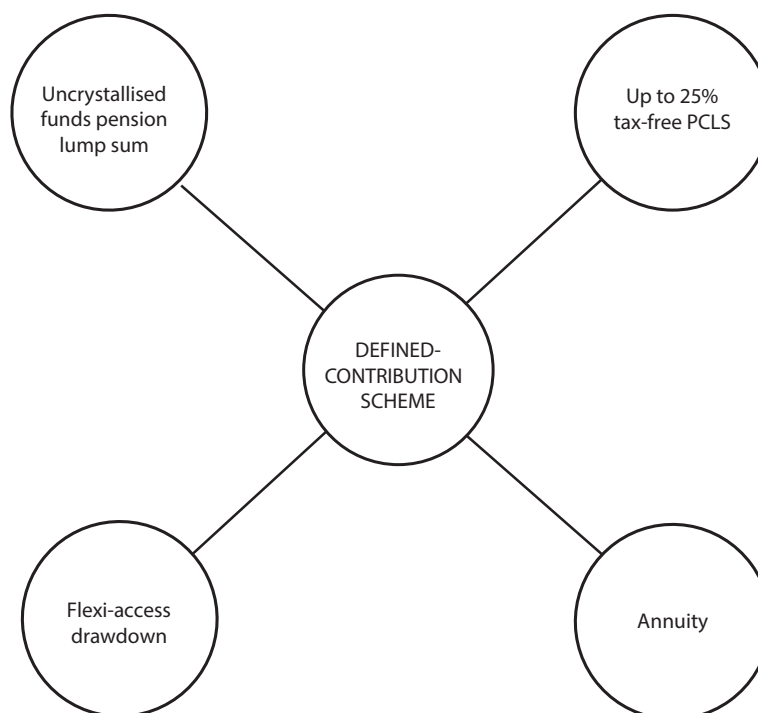 Uncrystallised
funds pension
lump sum
Up to 25%
tax-free PCLS
DEFINED-
CONTRIBUTION
SCHEME
Flexi-access
drawdown
Annuity